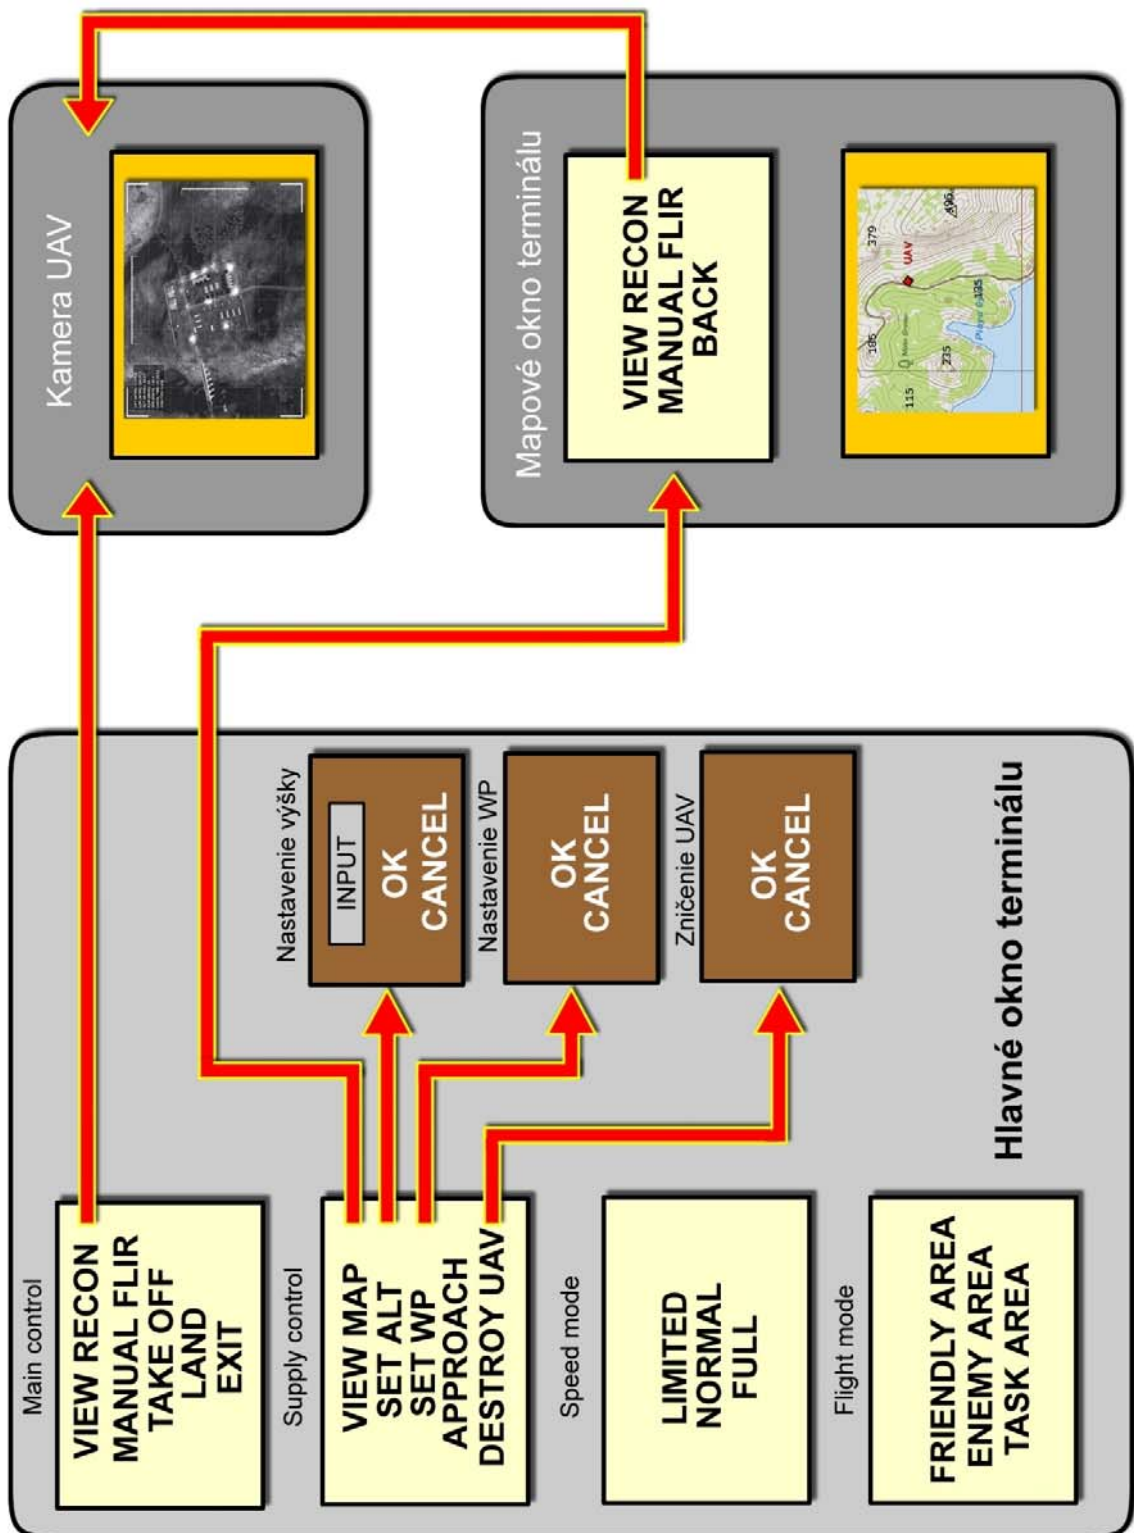 Main control
VIEW RECON
MANUAL FLIR
TAKE OFF
LAND
EXIT
Supply control
VIEW MAP
SET ALT
SET WP
APPROACH
DESTROY UAV
Speed mode
LIMITED
NORMAL
FULL
Flight mode
FRIENDLY AREA
ENEMY AREA
TASK AREA
Nastavenie výšky
INPUT
OK
CANCEL
Nastavenie WP
OK
CANCEL
Zničenie UAV
OK
CANCEL
Hlavné okno terminálu
Kamera UAV
Mapové okno terminálu
VIEW RECON
MANUAL FLIR
BACK
185
379
115
UAV
235
135
496